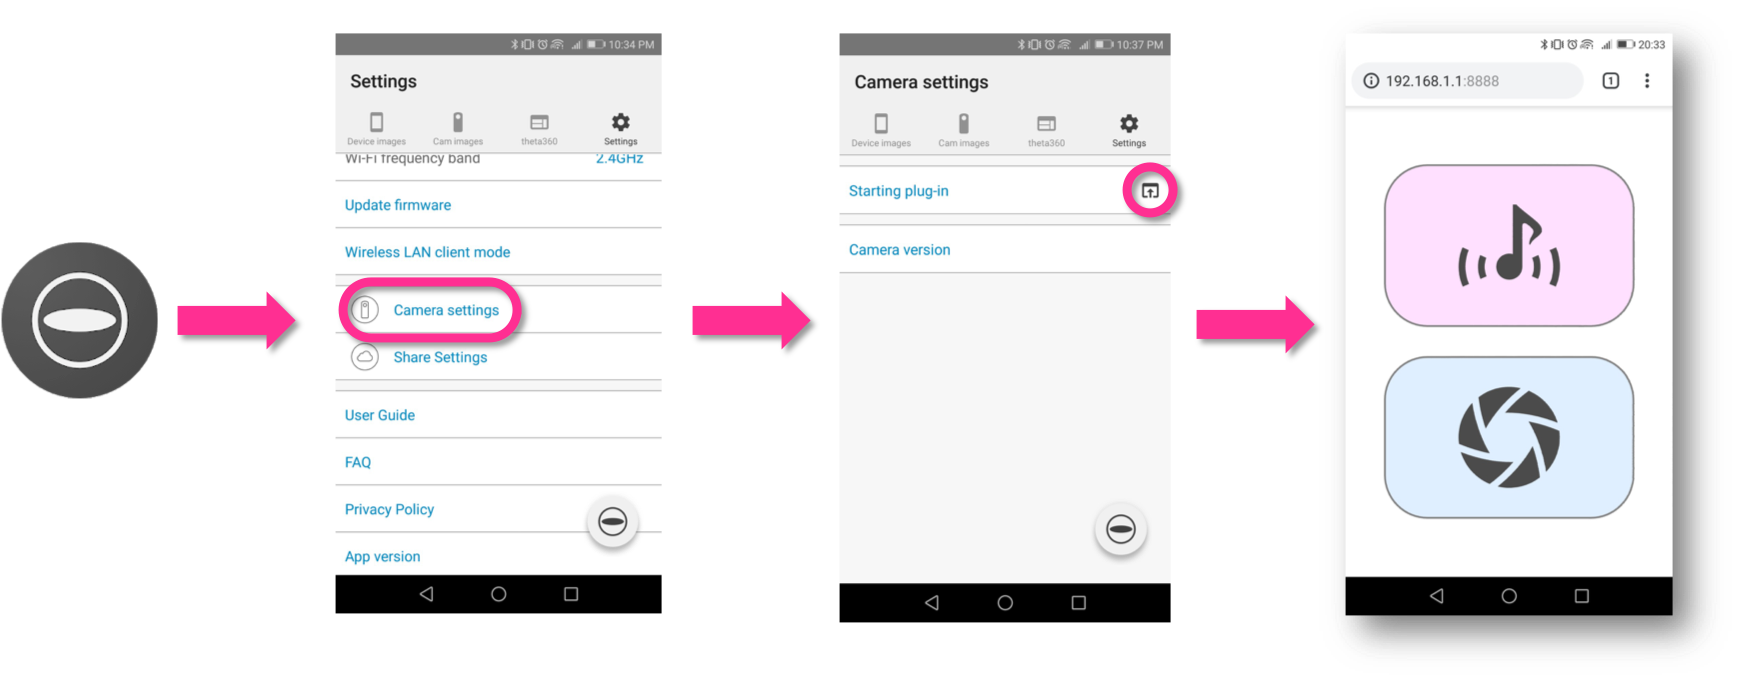 10:34 PM
Settings
Device images
Cam images
theta360
Settings
Wi-Fi frequency band
2.4GHz
Update firmware
Wireless LAN client mode
Camera settings
Share Settings
User Guide
FAQ
Privacy Policy
App version
10:37 PM
Camera settings
Device images
Cam images
theta360
Settings
Starting plug-in
Camera version
20:33
192.168.1.1:8888
1